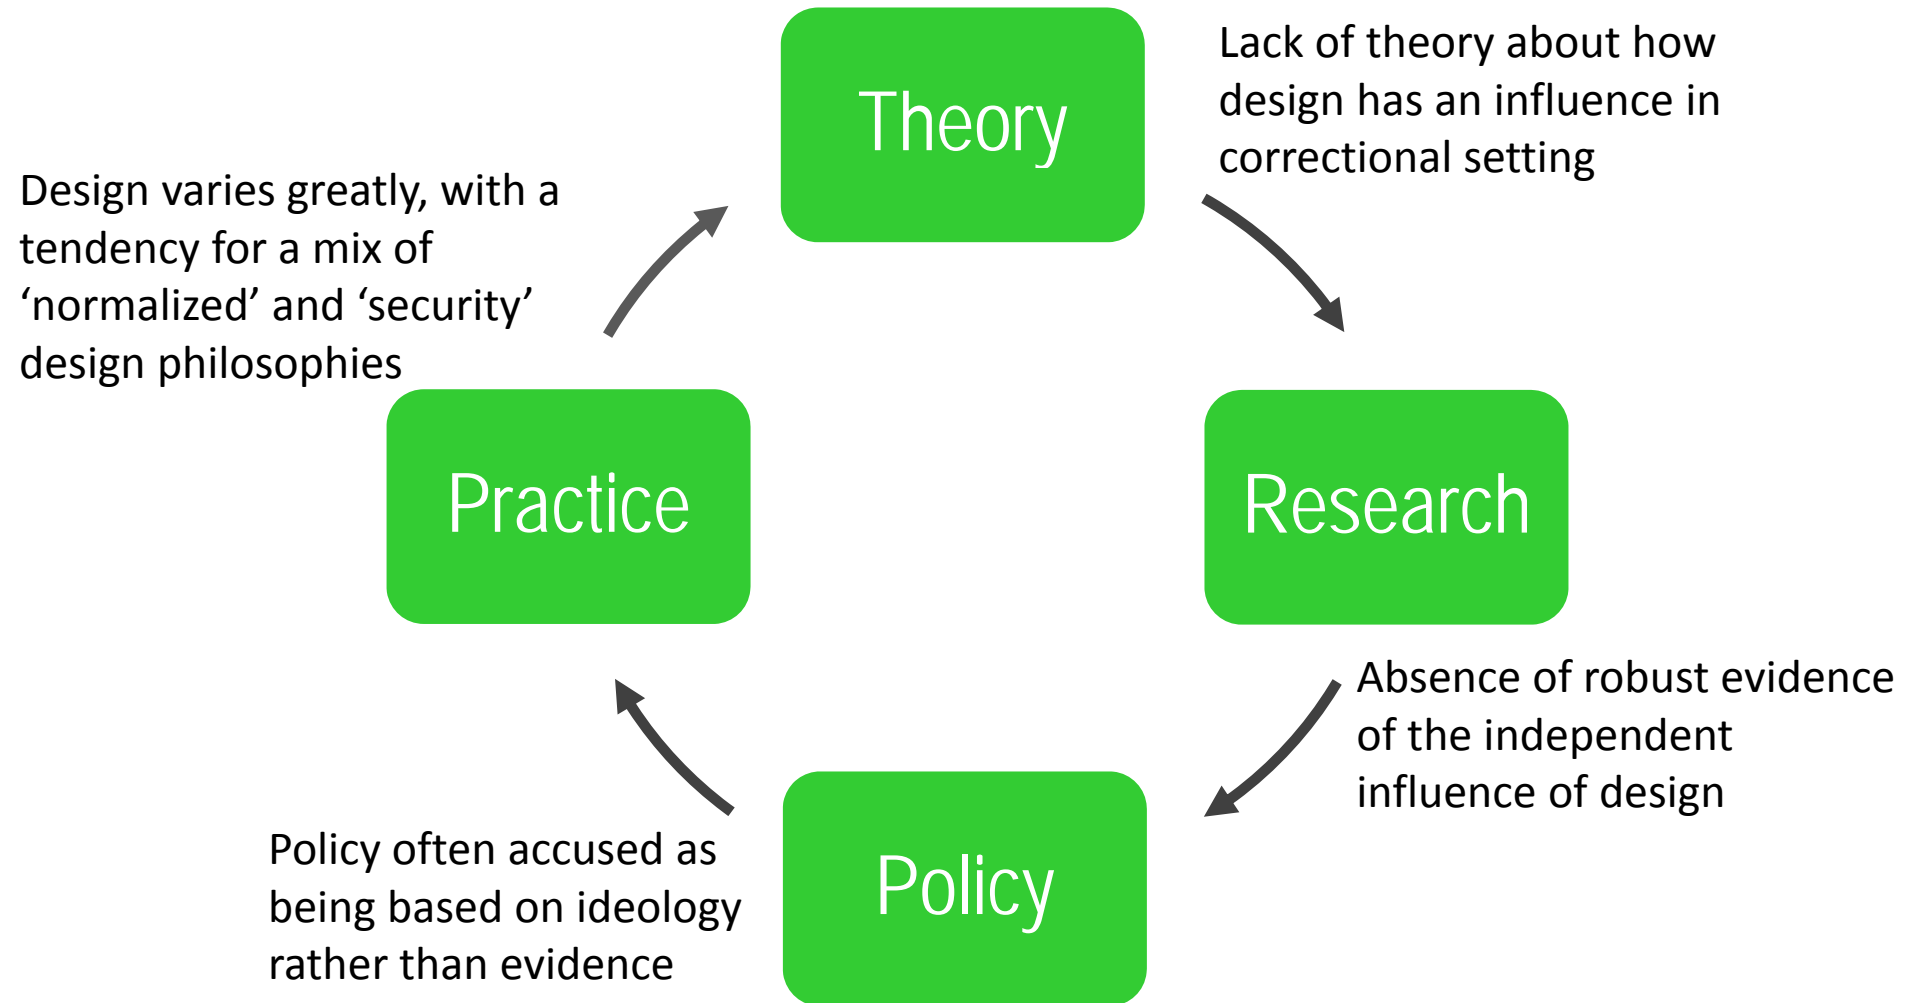 Theory
Lack of theory about how
design has an influence in
correctional setting
Research
Absence of robust evidence
of the independent
influence of design
Policy
Policy often accused as
being based on ideology
rather than evidence
Practice
Design varies greatly, with a
tendency for a mix of
‘normalized’ and ‘security’
design philosophies